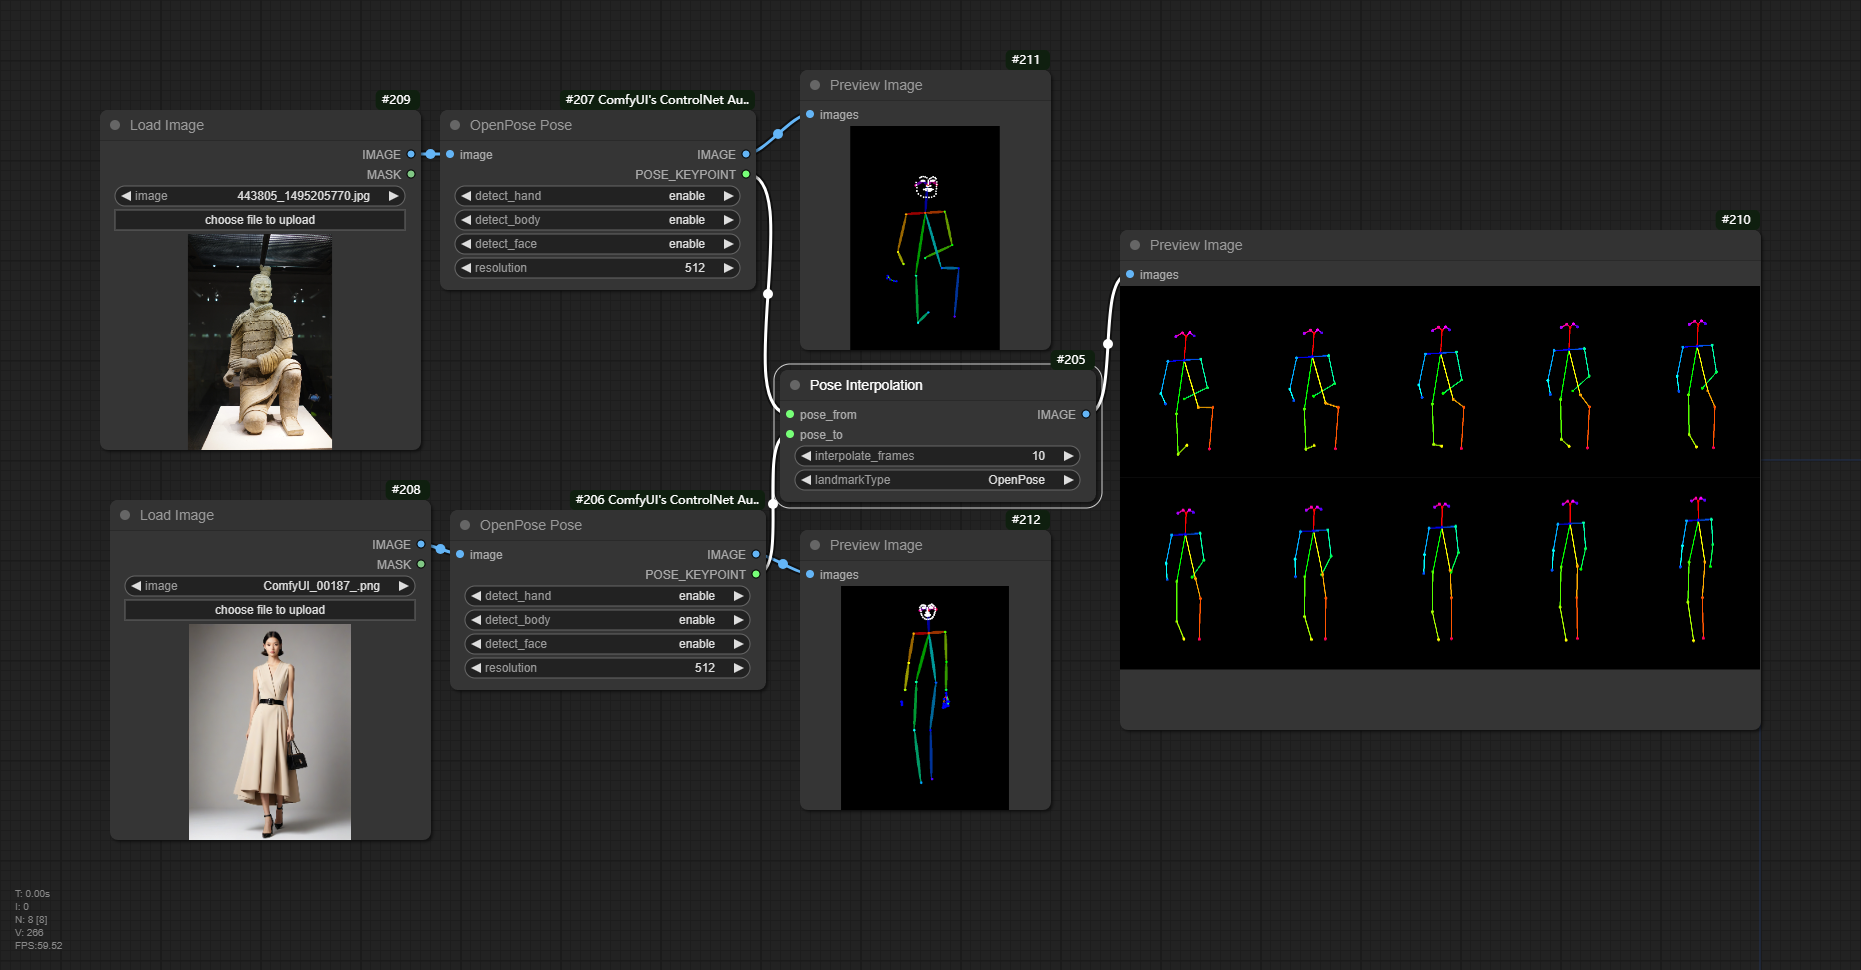 #209
Load Image
IMAGE
MASK
image 443805_1495205770.jpg
choose file to upload
#207 ComfyUI's ControlNet Au..
OpenPose Pose
image IMAGE
POSE_KEYPOINT
detect_hand enable
detect_body enable
detect_face enable
resolution 512
#211
Preview Image
images
#205
Pose Interpolation
pose_from IMAGE
pose_to
interpolate_frames 10
landmarkType OpenPose
#210
Preview Image
images
#208
Load Image
IMAGE
MASK
image ComfyUI_00187_.png
choose file to upload
#206 ComfyUI's ControlNet Au..
OpenPose Pose
image IMAGE
POSE_KEYPOINT
detect_hand enable
detect_body enable
detect_face enable
resolution 512
#212
Preview Image
images
T: 0.00s
I: 0
N: 8 [8]
V: 266
FPS:59.52